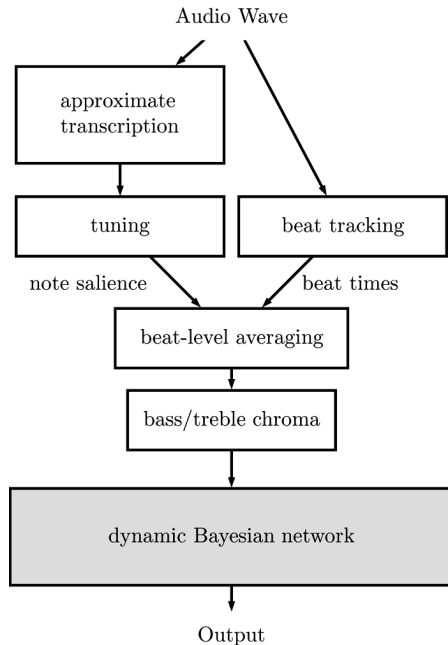 Audio Wave
approximate
transcription
tuning
beat tracking
note salience
beat times
beat-level averaging
bass/treble chroma
dynamic Bayesian network
Output